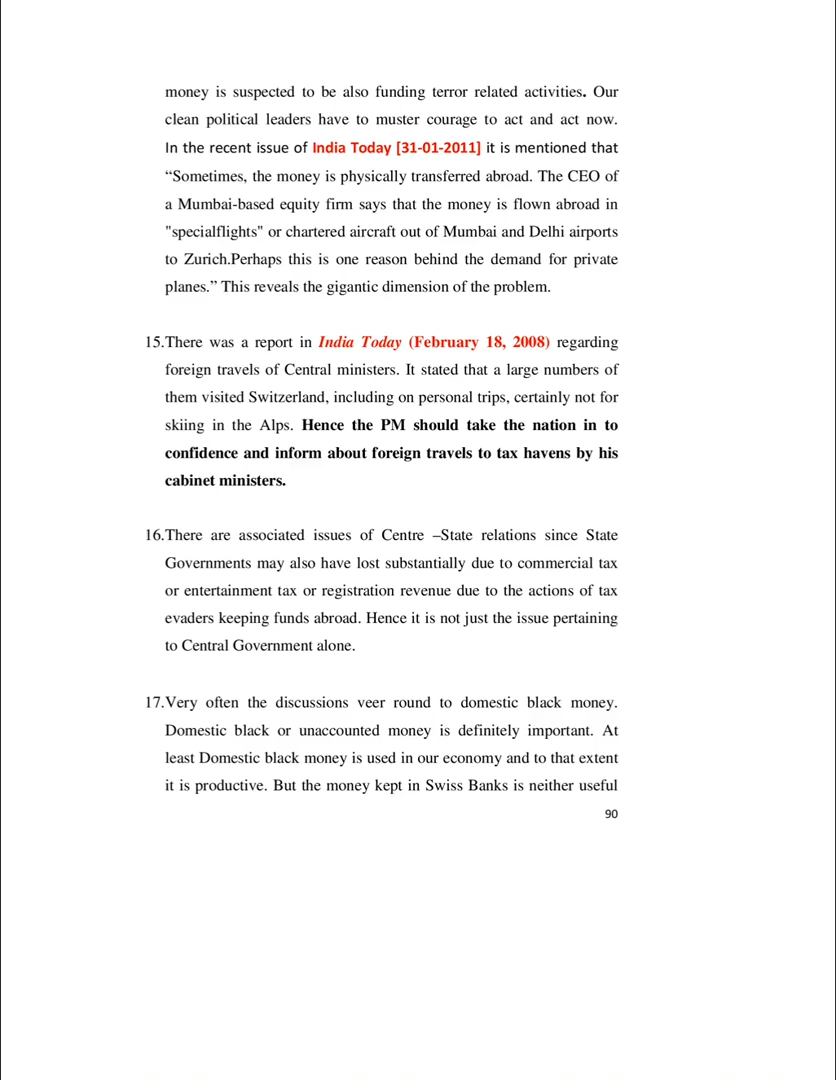 money is suspected to be also funding terror related activities. Our
clean political leaders have to muster courage to act and act now.
In the recent issue of India Today [31-01-2011] it is mentioned that
“Sometimes, the money is physically transferred abroad. The CEO of
a Mumbai-based equity firm says that the money is flown abroad in
"specialflights" or chartered aircraft out of Mumbai and Delhi airports
to Zurich.Perhaps this is one reason behind the demand for private
planes.” This reveals the gigantic dimension of the problem.
15.There was a report in India Today (February 18, 2008) regarding
foreign travels of Central ministers. It stated that a large numbers of
them visited Switzerland, including on personal trips, certainly not for
skiing in the Alps. Hence the PM should take the nation in to
confidence and inform about foreign travels to tax havens by his
cabinet ministers.
16.There are associated issues of Centre –State relations since State
Governments may also have lost substantially due to commercial tax
or entertainment tax or registration revenue due to the actions of tax
evaders keeping funds abroad. Hence it is not just the issue pertaining
to Central Government alone.
17.Very often the discussions veer round to domestic black money.
Domestic black or unaccounted money is definitely important. At
least Domestic black money is used in our economy and to that extent
it is productive. But the money kept in Swiss Banks is neither useful
90